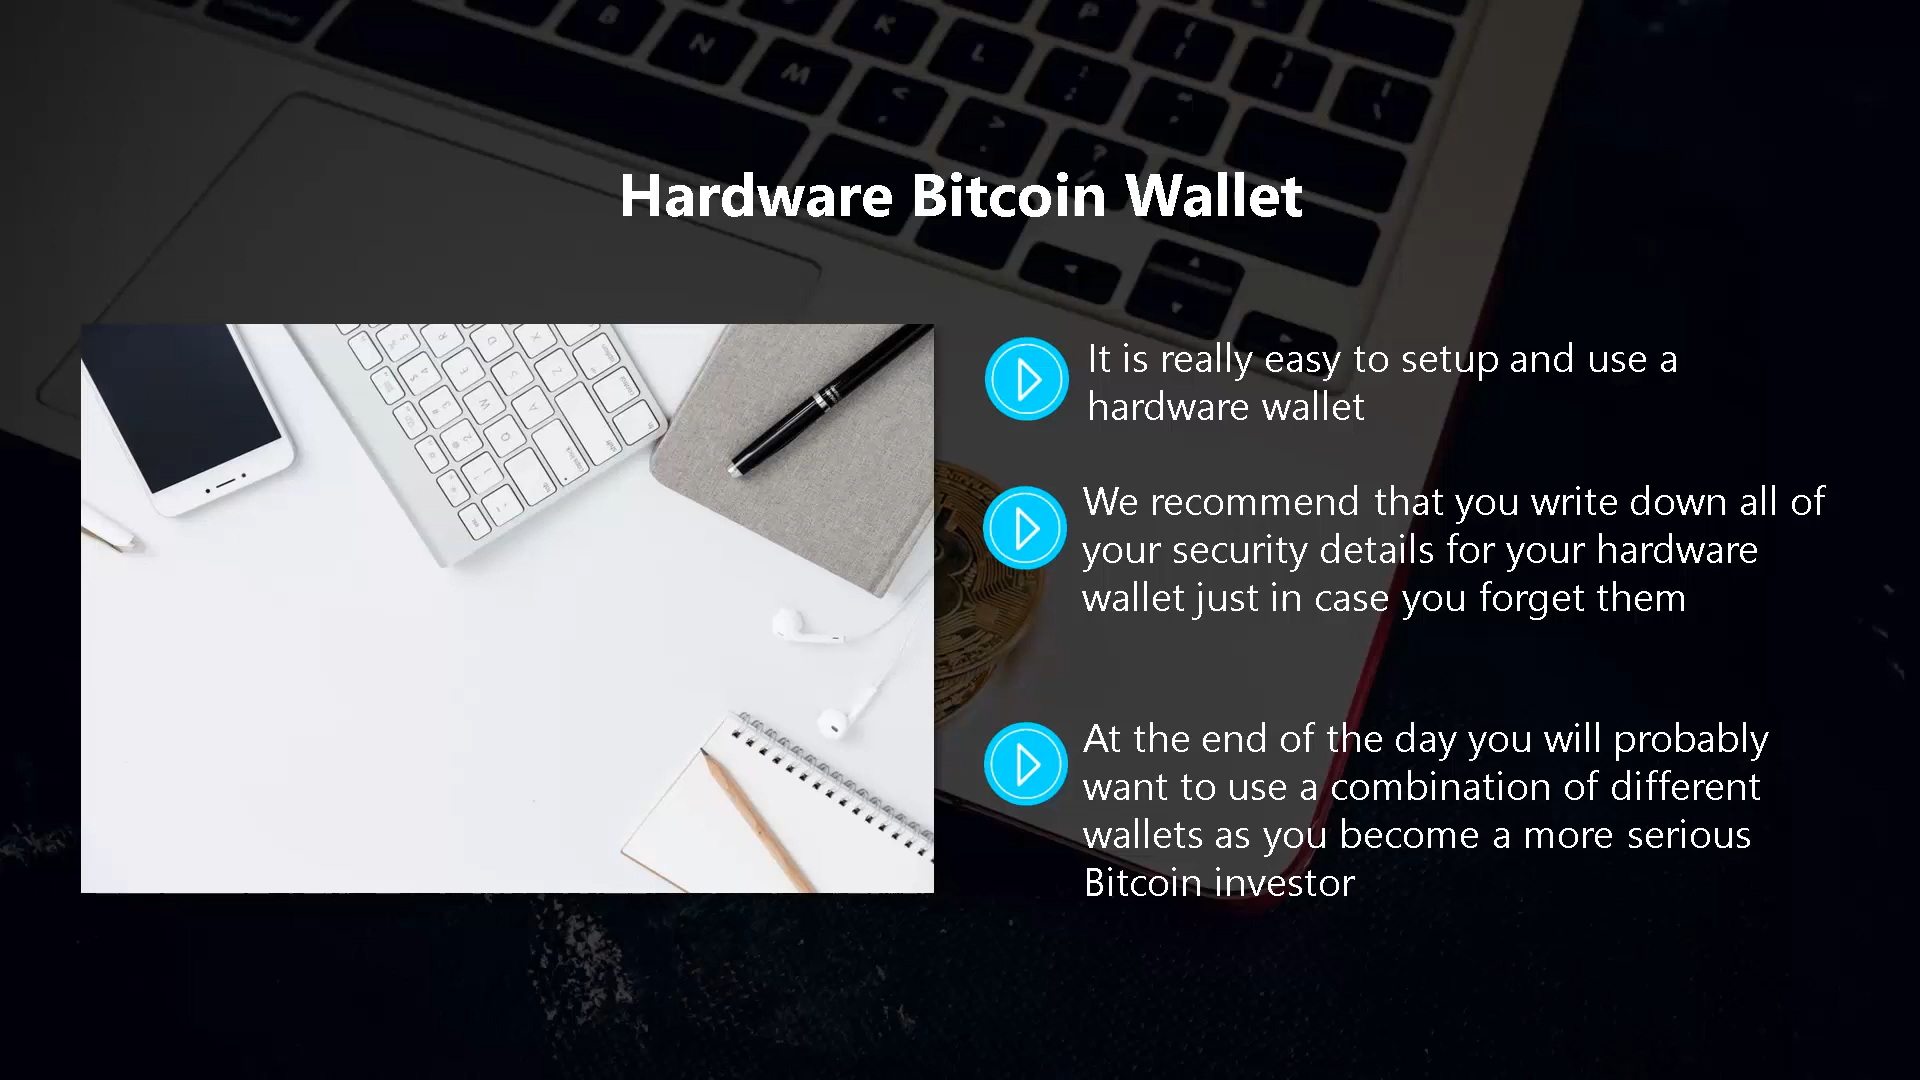 Hardware Bitcoin Wallet
It is really easy to setup and use a
hardware wallet
We recommend that you write down all of
your security details for your hardware
wallet just in case you forget them
At the end of the day you will probably
want to use a combination of different
wallets as you become a more serious
Bitcoin investor